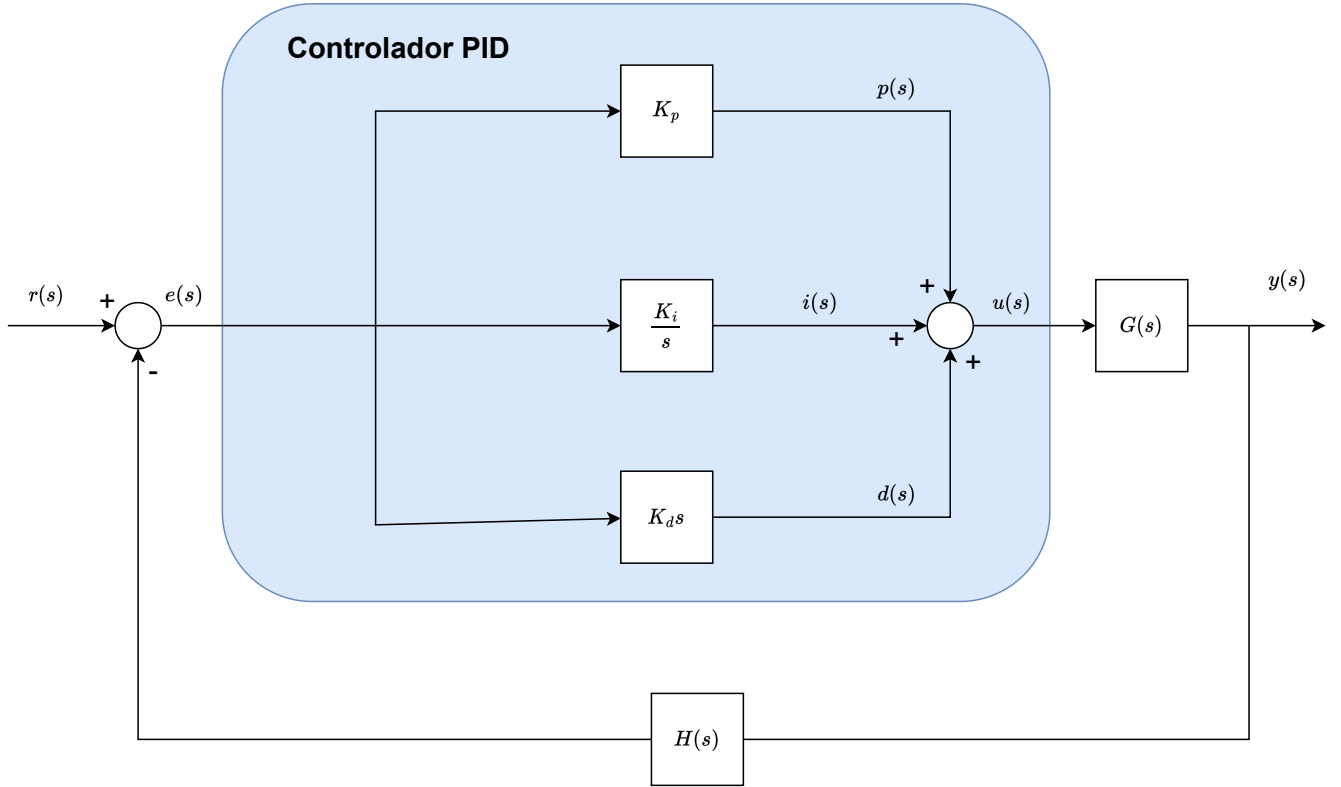 Controlador PID
K_p
p(s)
r(s)
+
e(s)
-
K_i
s
i(s)
+
+
+
u(s)
G(s)
y(s)
K_d s
d(s)
H(s)